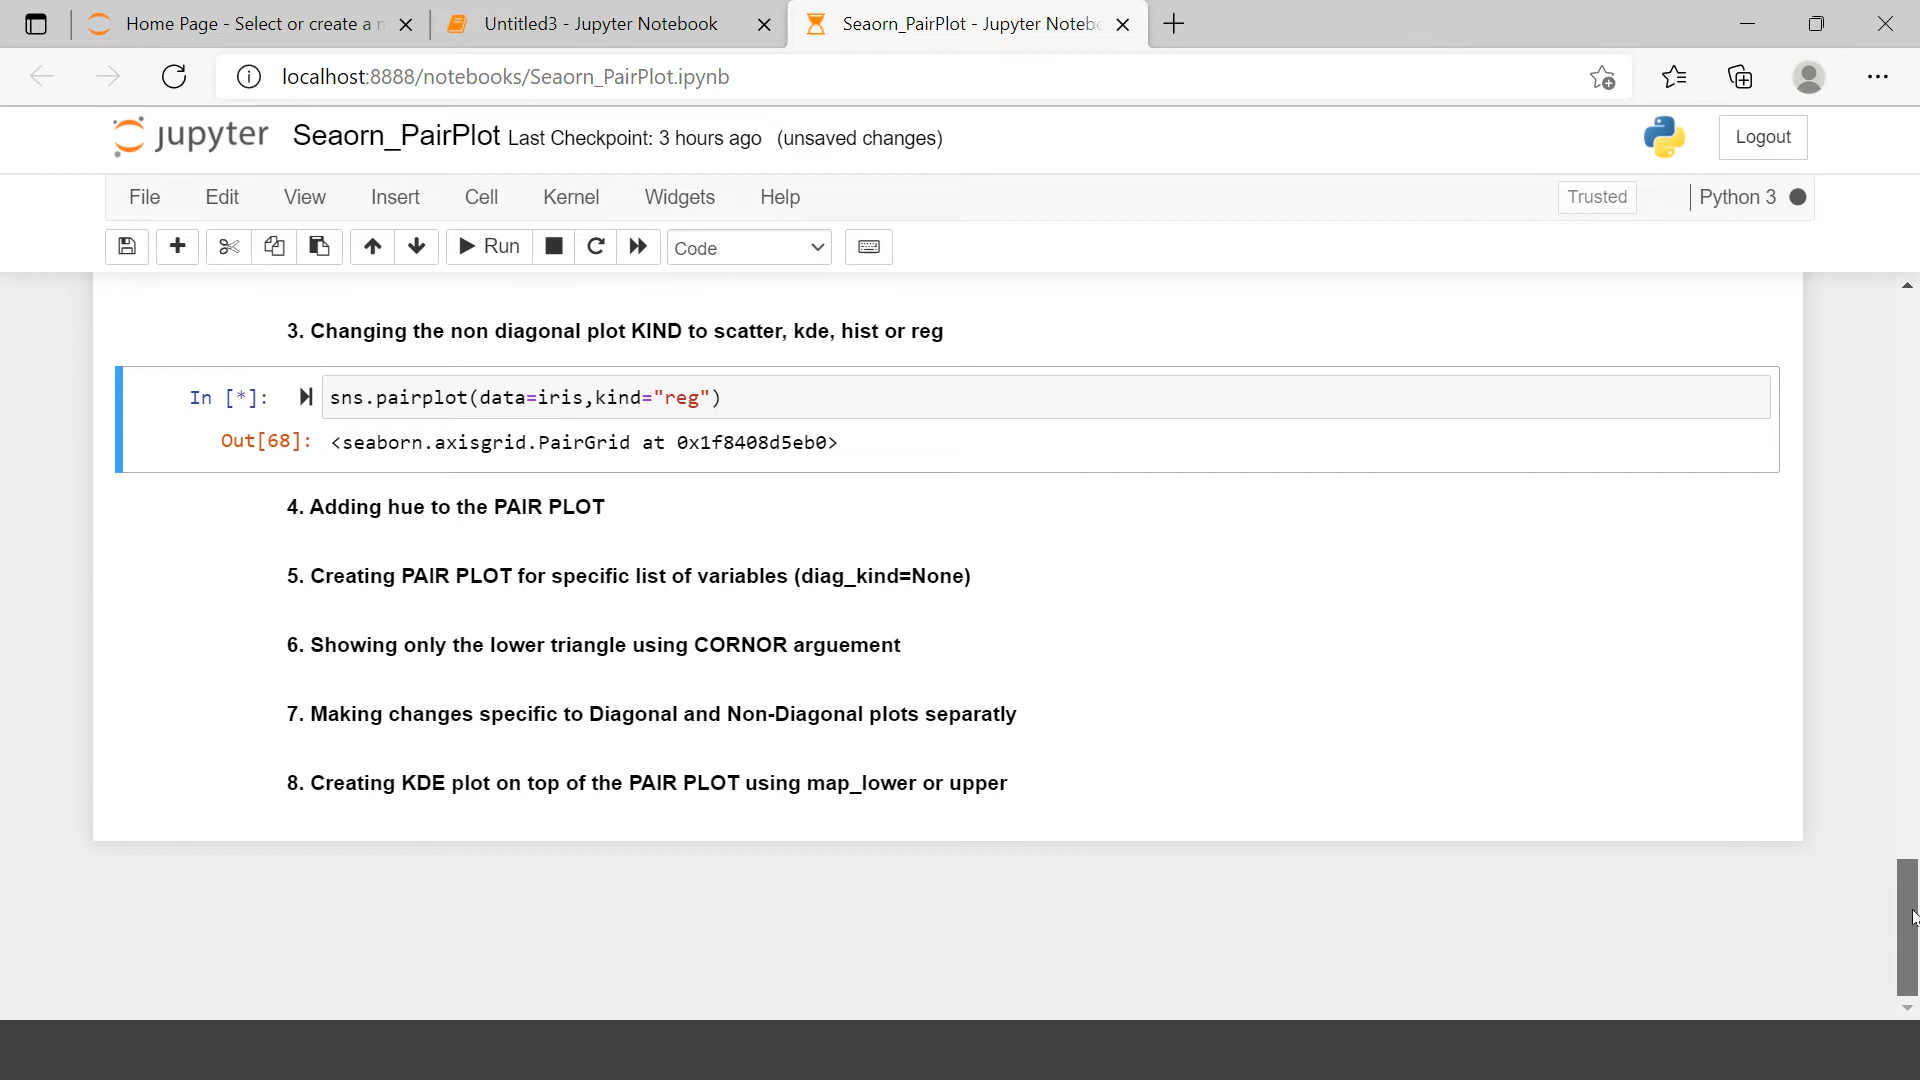 Home Page - Select or create a n
Untitled3 - Jupyter Notebook
Seaorn_PairPlot - Jupyter Notebo
localhost:8888/notebooks/Seaorn_PairPlot.ipynb
jupyter Seaorn_PairPlot Last Checkpoint: 3 hours ago (unsaved changes)
Logout
File Edit View Insert Cell Kernel Widgets Help
Trusted
Python 3
Run
Code
3. Changing the non diagonal plot KIND to scatter, kde, hist or reg
In [*]: sns.pairplot(data=iris,kind="reg")
Out[68]: <seaborn.axisgrid.PairGrid at 0x1f8408d5eb0>
4. Adding hue to the PAIR PLOT
5. Creating PAIR PLOT for specific list of variables (diag_kind=None)
6. Showing only the lower triangle using CORNOR arguement
7. Making changes specific to Diagonal and Non-Diagonal plots separatly
8. Creating KDE plot on top of the PAIR PLOT using map_lower or upper